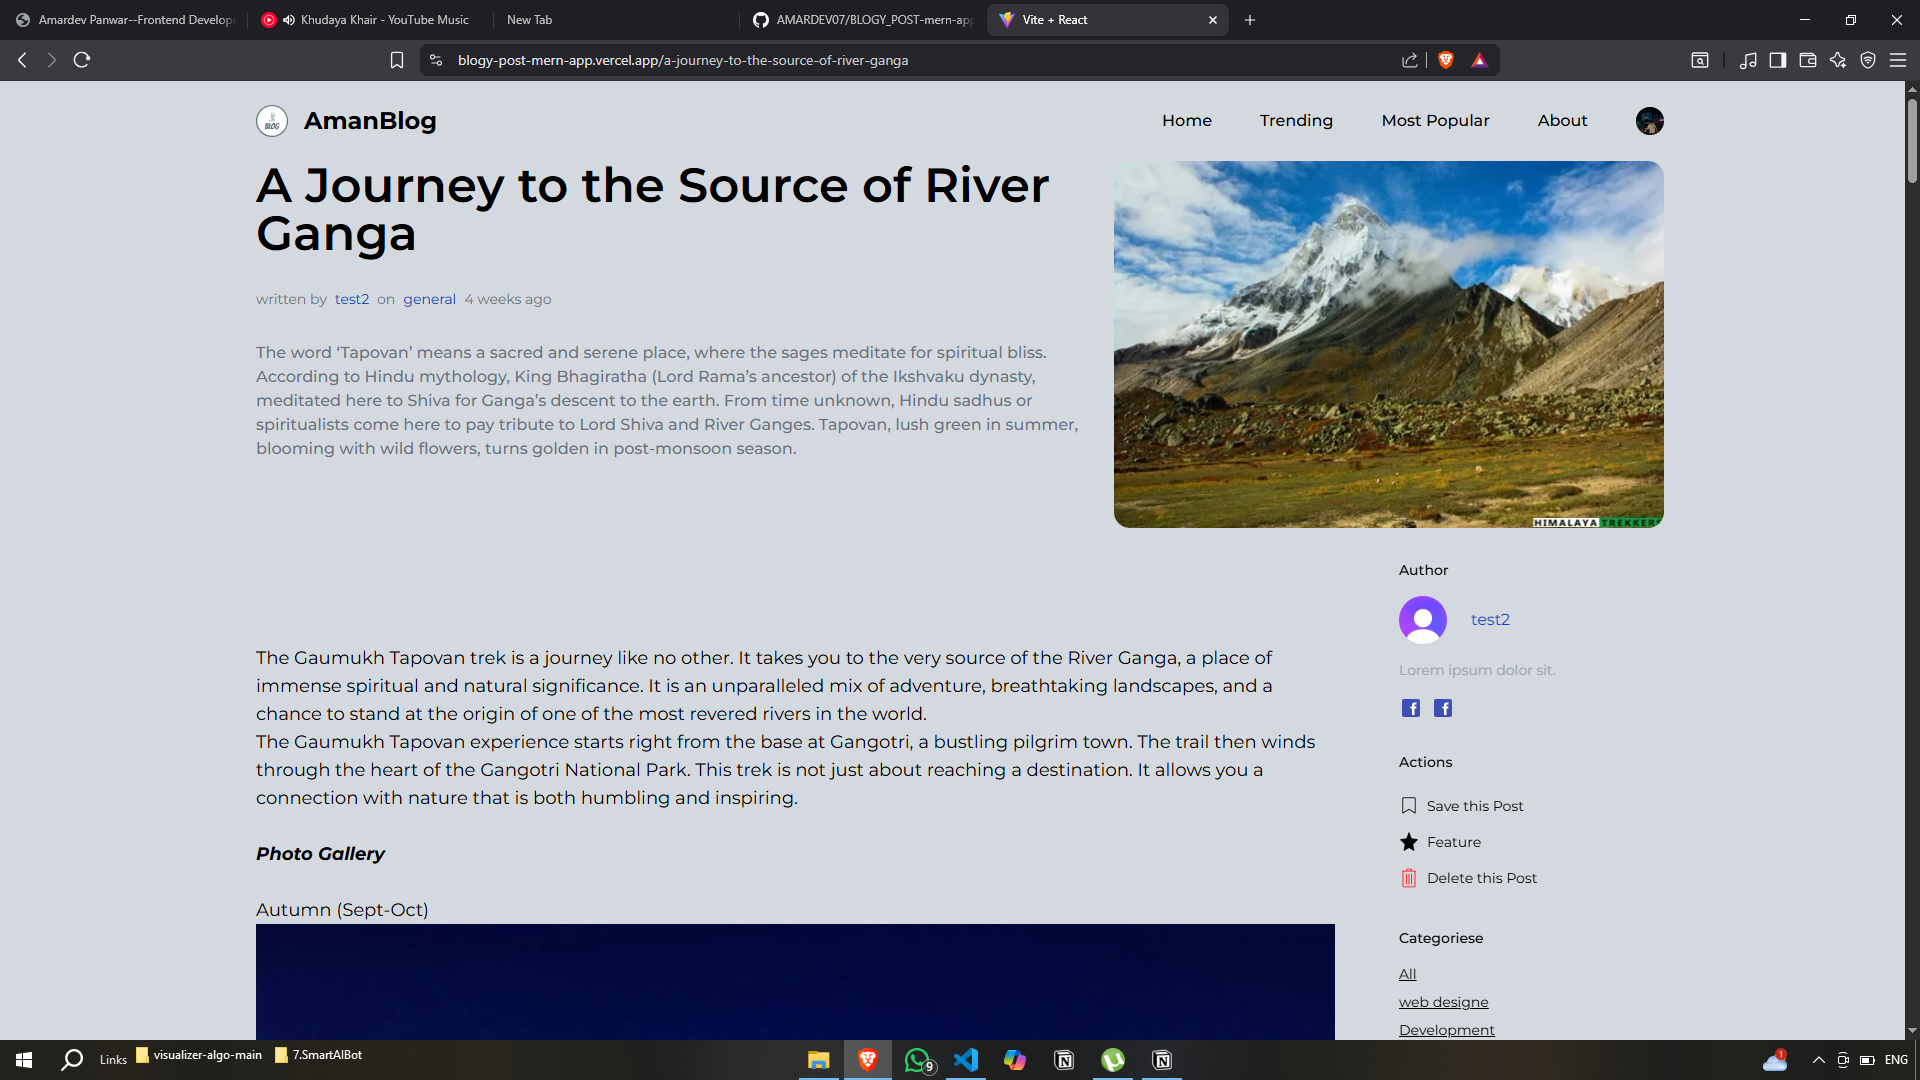 Amardev Panwar--Frontend Develop
Khudaya Khair - YouTube Music
New Tab
AMARDEV07/BLOGY_POST-mern-app
Vite + React
blogy-post-mern-app.vercel.app/a-journey-to-the-source-of-river-ganga
BLOG
AmanBlog
Home
Trending
Most Popular
About
A Journey to the Source of River
Ganga
written by test2 on general 4 weeks ago
The word ‘Tapovan’ means a sacred and serene place, where the sages meditate for spiritual bliss.
According to Hindu mythology, King Bhagiratha (Lord Rama’s ancestor) of the Ikshvaku dynasty,
meditated here to Shiva for Ganga’s descent to the earth. From time unknown, Hindu sadhus or
spiritualists come here to pay tribute to Lord Shiva and River Ganges. Tapovan, lush green in summer,
blooming with wild flowers, turns golden in post-monsoon season.
HIMALAYA TREKKERS
The Gaumukh Tapovan trek is a journey like no other. It takes you to the very source of the River Ganga, a place of
immense spiritual and natural significance. It is an unparalleled mix of adventure, breathtaking landscapes, and a
chance to stand at the origin of one of the most revered rivers in the world.
The Gaumukh Tapovan experience starts right from the base at Gangotri, a bustling pilgrim town. The trail then winds
through the heart of the Gangotri National Park. This trek is not just about reaching a destination. It allows you a
connection with nature that is both humbling and inspiring.
Photo Gallery
Autumn (Sept-Oct)
Author
test2
Lorem ipsum dolor sit.
Actions
Save this Post
Feature
Delete this Post
Categoriese
All
web designe
Development
Links
visualizer-algo-main
7.SmartAIBot
9
1
ENG